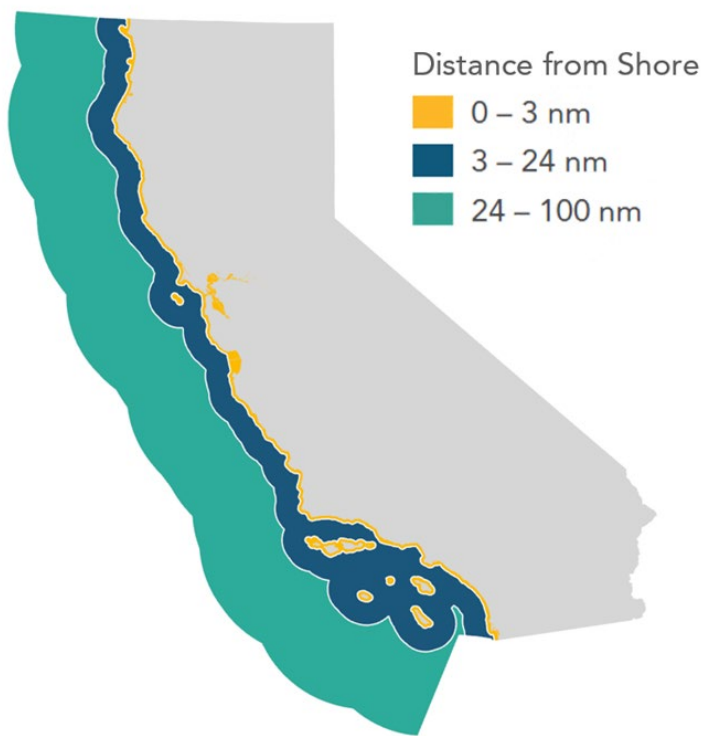 Distance from Shore
0 – 3 nm
3 – 24 nm
24 – 100 nm